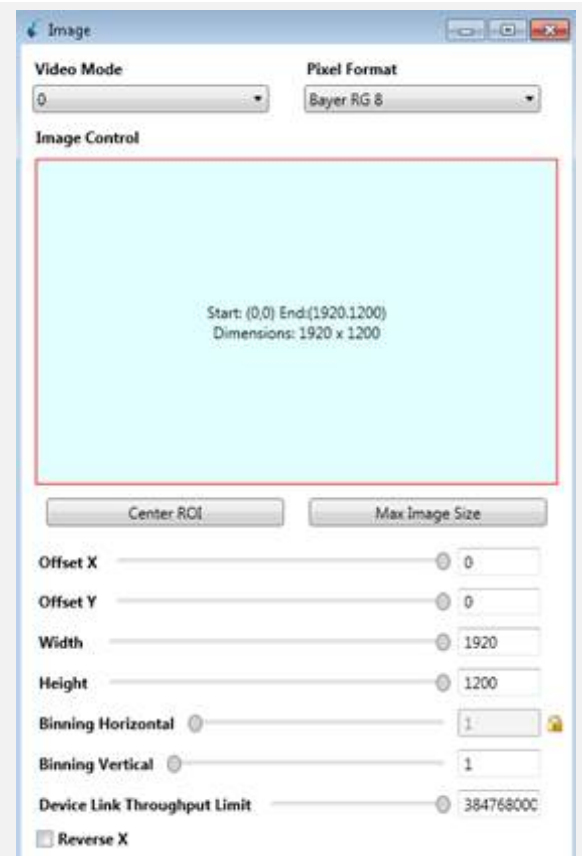 Image
Video Mode Pixel Format
0 Bayer RG 8
Image Control
Start: (0,0) End:(1920.1200)
Dimensions: 1920 x 1200
Center ROI Max Image Size
Offset X 0
Offset Y 0
Width 1920
Height 1200
Binning Horizontal 1
Binning Vertical 1
Device Link Throughput Limit 38476800C
Reverse X